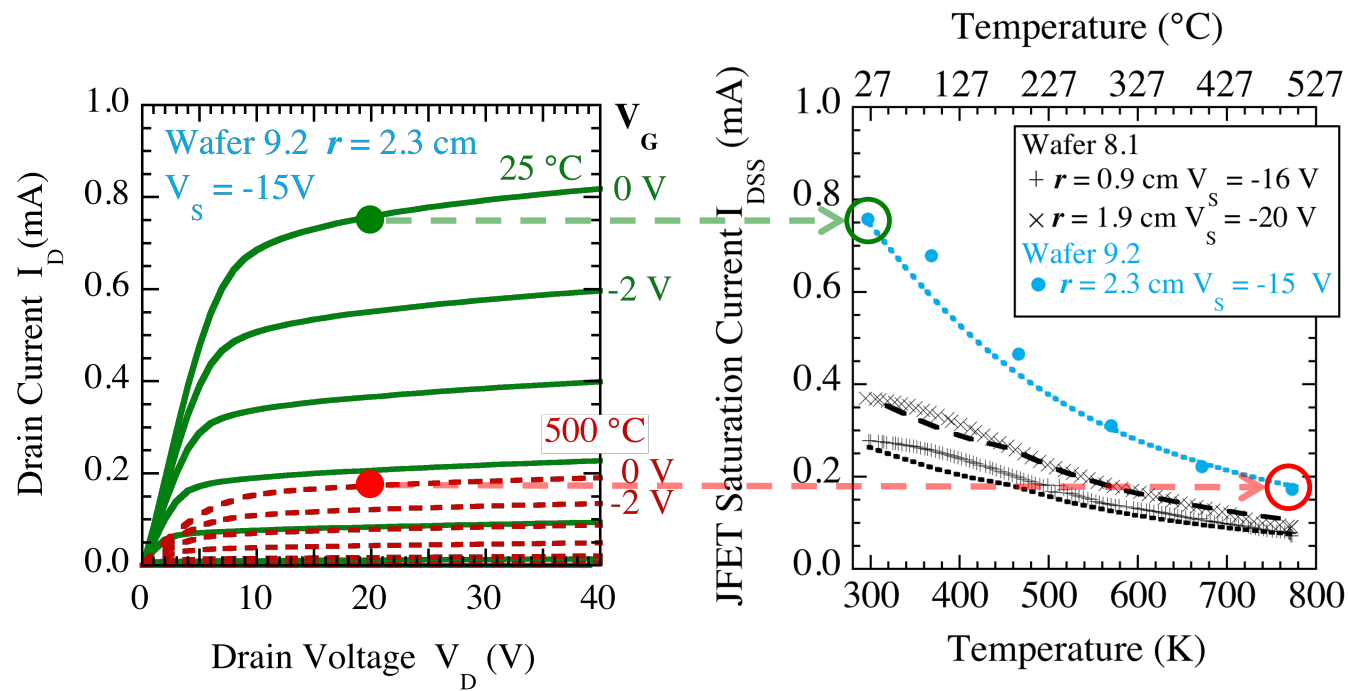 Temperature (°C)
27 127 227 327 427 527
Drain Current I_D (mA)
1.0
0.8
0.6
0.4
0.2
0.0
Wafer 9.2 r = 2.3 cm
V_S = -15V
25 °C
V_G
0 V
-2 V
500 °C
0 V
-2 V
0 10 20 30 40
Drain Voltage V_D (V)
JFET Saturation Current I_DSS (mA)
1.0
0.8
0.6
0.4
0.2
0.0
Wafer 8.1
+ r = 0.9 cm V_S = -16 V
× r = 1.9 cm V_S = -20 V
Wafer 9.2
● r = 2.3 cm V_S = -15 V
300 400 500 600 700 800
Temperature (K)